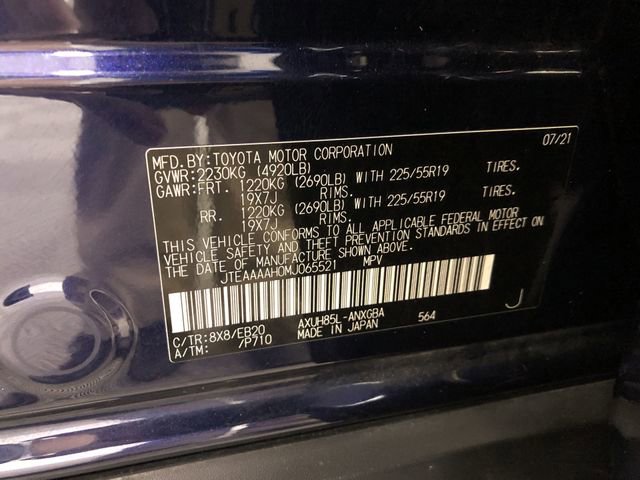 MFD. BY: TOYOTA MOTOR CORPORATION 07/21
GVWR: 2230KG (4920LB)
GAWR: FRT. 1220KG (2690LB) WITH 225/55R19 TIRES.
19X7J RIMS.
RR. 1220KG (2690LB) WITH 225/55R19 TIRES.
19X7J RIMS.
THIS VEHICLE CONFORMS TO ALL APPLICABLE FEDERAL MOTOR
VEHICLE SAFETY AND THEFT PREVENTION STANDARDS IN EFFECT ON
THE DATE OF MANUFACTURE SHOWN ABOVE.
JTEAAAAH0MJ065521 MPV
C/TR: 8X8/EB20 AXUH85L-ANXGBA 564 J
A/TM: /P710 MADE IN JAPAN